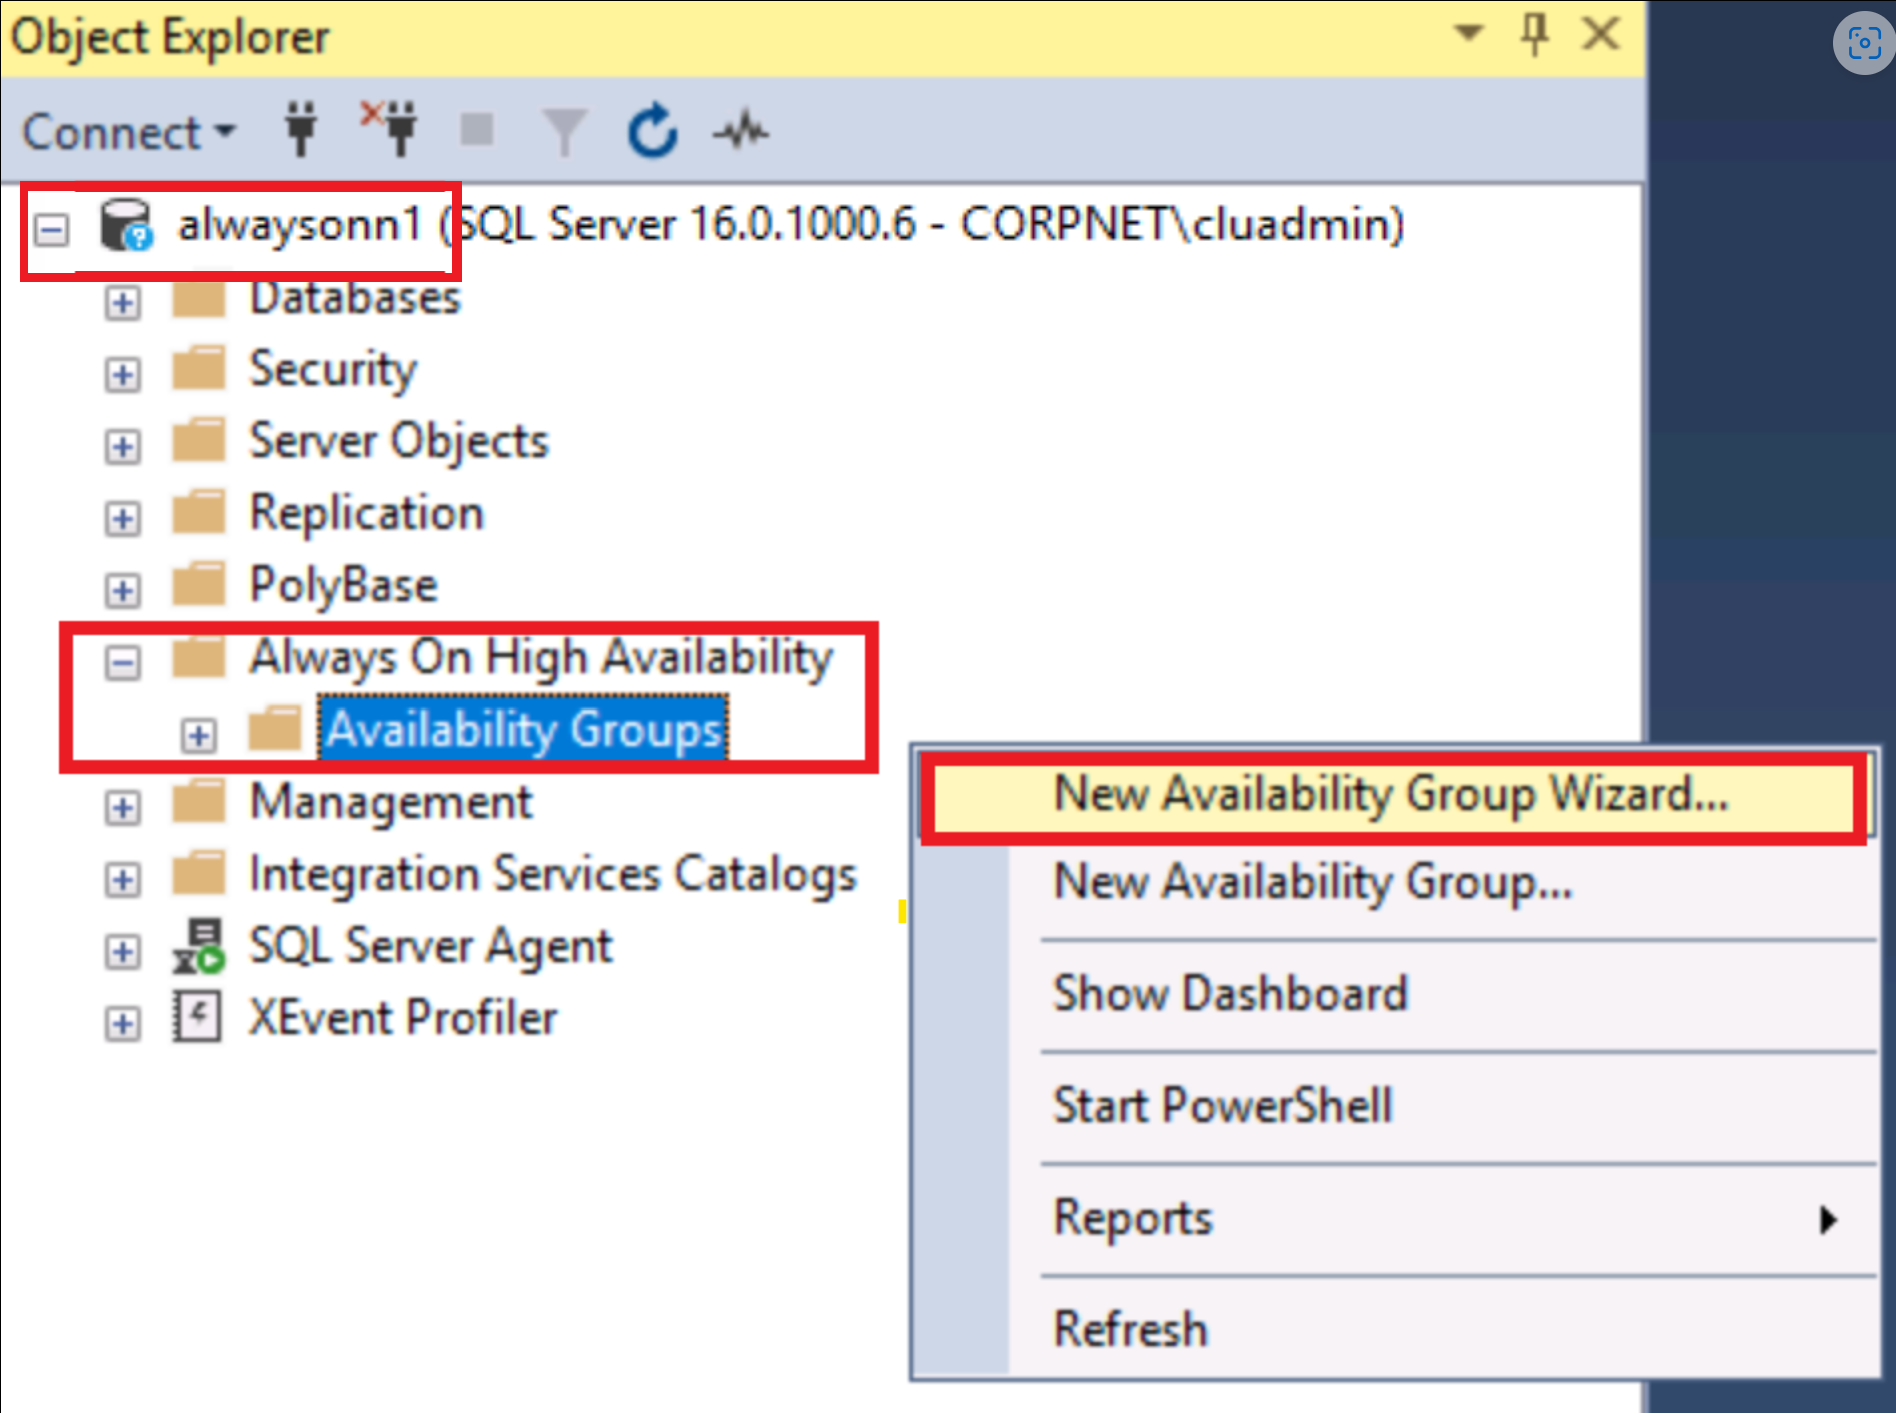 Object Explorer
Connect
alwaysonn1 (SQL Server 16.0.1000.6 - CORPNET\cluadmin)
Databases
Security
Server Objects
Replication
PolyBase
Always On High Availability
Availability Groups
Management
Integration Services Catalogs
SQL Server Agent
XEvent Profiler
New Availability Group Wizard...
New Availability Group...
Show Dashboard
Start PowerShell
Reports
Refresh